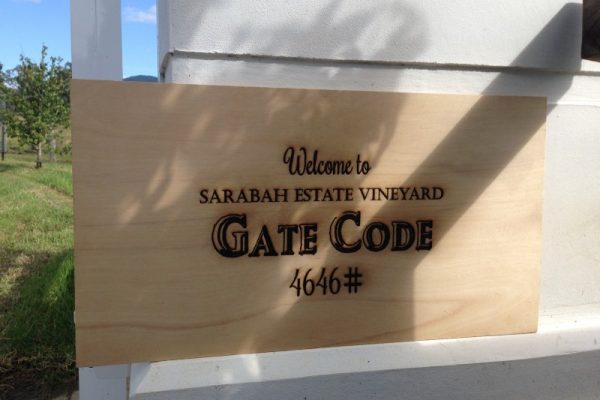 Welcome to
SARABAH ESTATE VINEYARD
GATE CODE
4646#